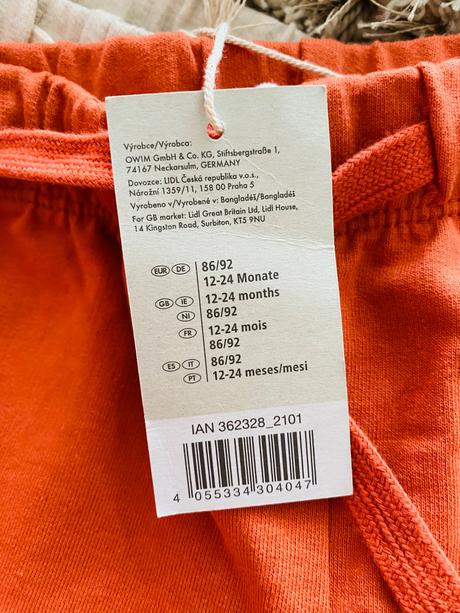 Výrobce/Výrobca:
OWIM GmbH & Co. KG, Stiftsbergstraße 1,
74167 Neckarsulm, GERMANY
Dovozce: LIDL Česká republika v.o.s.,
Nárožní 1359/11, 158 00 Praha 5
Vyrobeno v/Vyrobené v: Bangladéš/Bangladéš
For GB market: Lidl Great Britain Ltd, Lidl House,
14 Kingston Road, Surbiton, KT5 9NU
EUR DE 86/92
12-24 Monate
GB IE 12-24 months
NI 86/92
FR 12-24 mois
86/92
ES IT 86/92
PT 12-24 meses/mesi
IAN 362328_2101
4 055334 304047